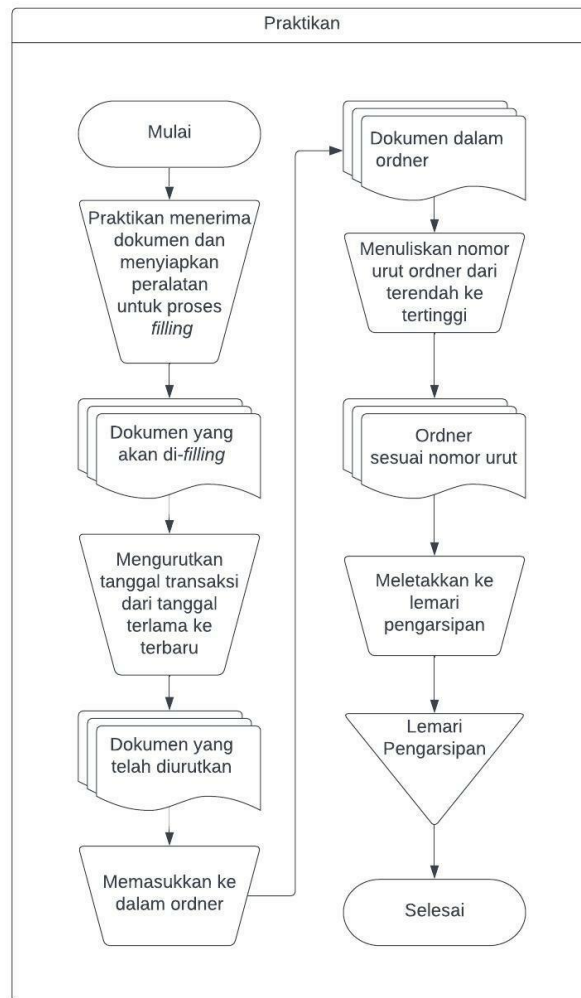 Praktikan
Mulai
Praktikan menerima
dokumen dan
menyiapkan
peralatan
untuk proses
filling
Dokumen yang
akan di-filling
Mengurutkan
tanggal transaksi
dari tanggal
terlama ke
terbaru
Dokumen yang
telah diurutkan
Memasukkan ke
dalam ordner
Dokumen dalam
ordner
Menuliskan nomor
urut ordner dari
terendah ke
tertinggi
Ordner
sesuai nomor urut
Meletakkan ke
lemari
pengarsipan
Lemari
Pengarsipan
Selesai